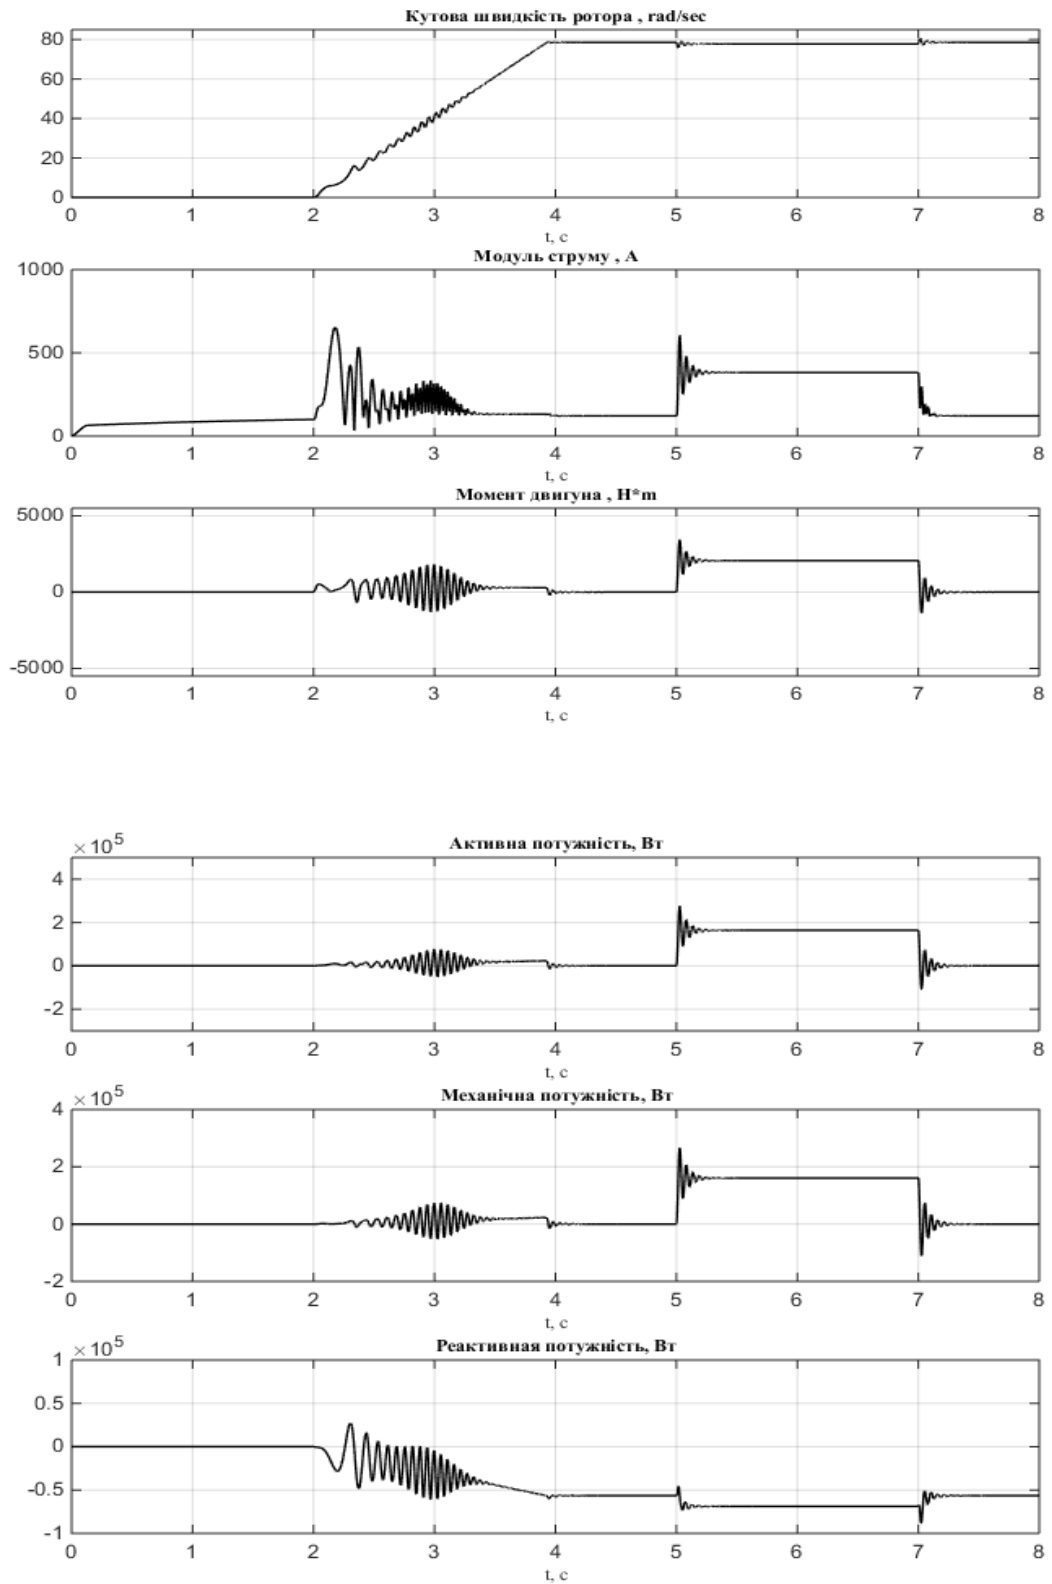 Кутова швидкість ротора , rad/sec
80
60
40
20
0
0 1 2 3 4 5 6 7 8
t, c
Модуль струму , А
1000
500
0
0 1 2 3 4 5 6 7 8
t, c
Момент двигуна , Н*m
5000
0
-5000
0 1 2 3 4 5 6 7 8
t, c
×10^5
Активна потужність, Вт
4
2
0
-2
0 1 2 3 4 5 6 7 8
t, c
×10^5
Механічна потужність, Вт
4
2
0
-2
0 1 2 3 4 5 6 7 8
t, c
×10^5
Реактивная потужність, Вт
1
0.5
0
-0.5
-1
0 1 2 3 4 5 6 7 8
t, c